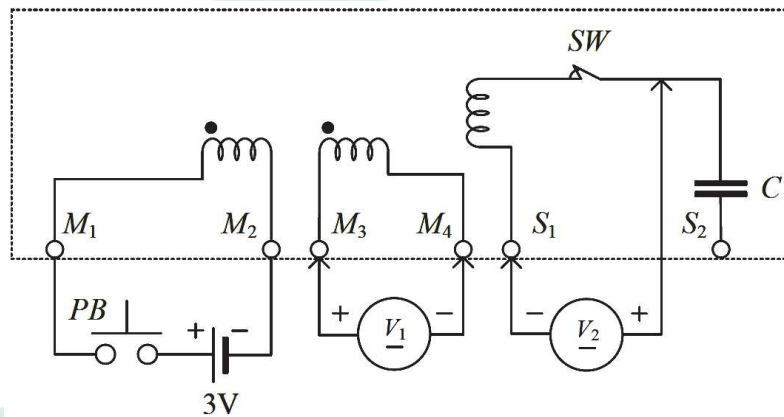 SW
C
M₁
M₂
M₃
M₄
S₁
S₂
PB
+
−
3V
+
V₁
−
−
V₂
+